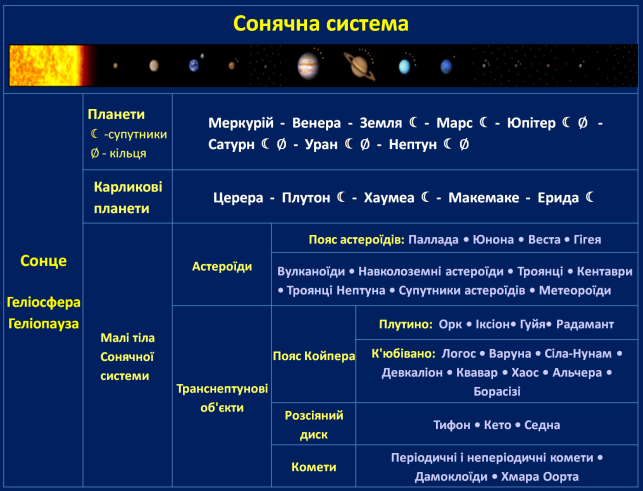 Сонячна система
Сонце
Геліосфера
Геліопауза
Планети
☾ -супутники
Ø - кільця
Меркурій - Венера - Земля ☾ - Марс ☾ - Юпітер ☾ Ø -
Сатурн ☾ Ø - Уран ☾ Ø - Нептун ☾ Ø
Карликові
планети
Церера - Плутон ☾ - Хаумеа ☾ - Макемаке - Ерида ☾
Малі тіла
Сонячної
системи
Астероїди
Пояс астероїдів: Паллада • Юнона • Веста • Гігея
Вулканоїди • Навколоземні астероїди • Троянці • Кентаври
• Троянці Нептуна • Супутники астероїдів • Метеороїди
Транснептунові
об'єкти
Пояс Койпера
Плутино: Орк • Іксіон• Гуйя• Радамант
К'юбівано: Логос • Варуна • Сіла-Нунам •
Девкаліон • Квавар • Хаос • Альчера •
Борасізі
Розсіяний
диск
Тифон • Кето • Седна
Комети
Періодичні і неперіодичні комети •
Дамоклоїди • Хмара Оорта